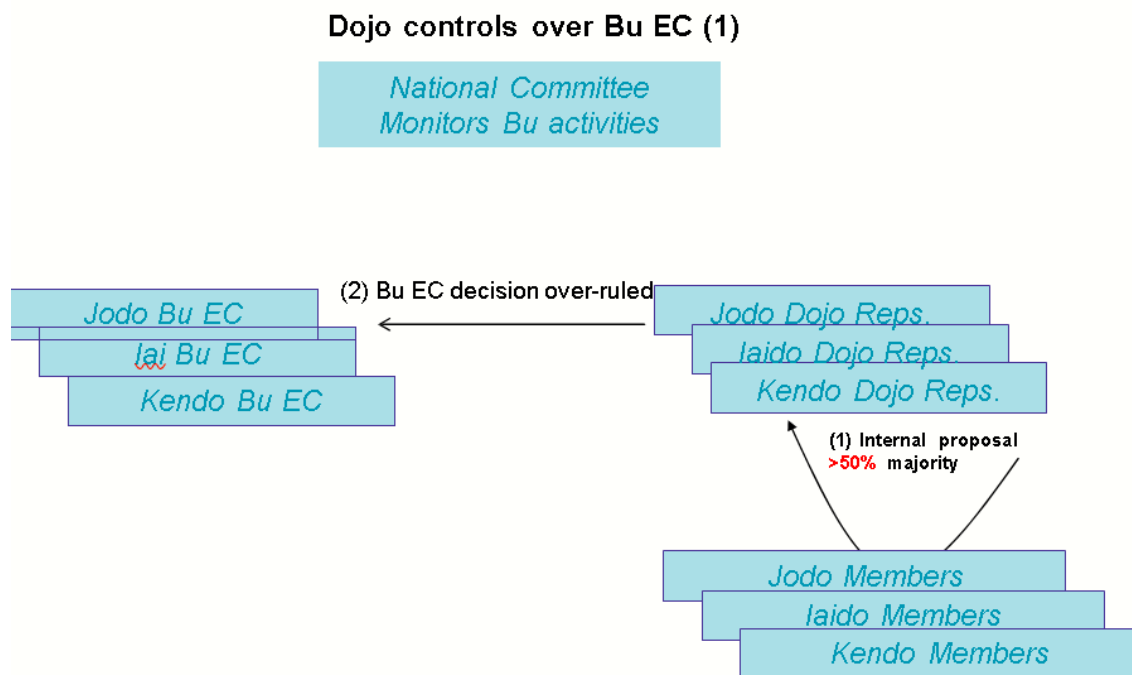 Dojo controls over Bu EC (1)
National Committee
Monitors Bu activities
(2) Bu EC decision over-ruled
Jodo Bu EC
Iai Bu EC
Kendo Bu EC
Jodo Dojo Reps.
Iaido Dojo Reps.
Kendo Dojo Reps.
(1) Internal proposal
>50% majority
Jodo Members
Iaido Members
Kendo Members